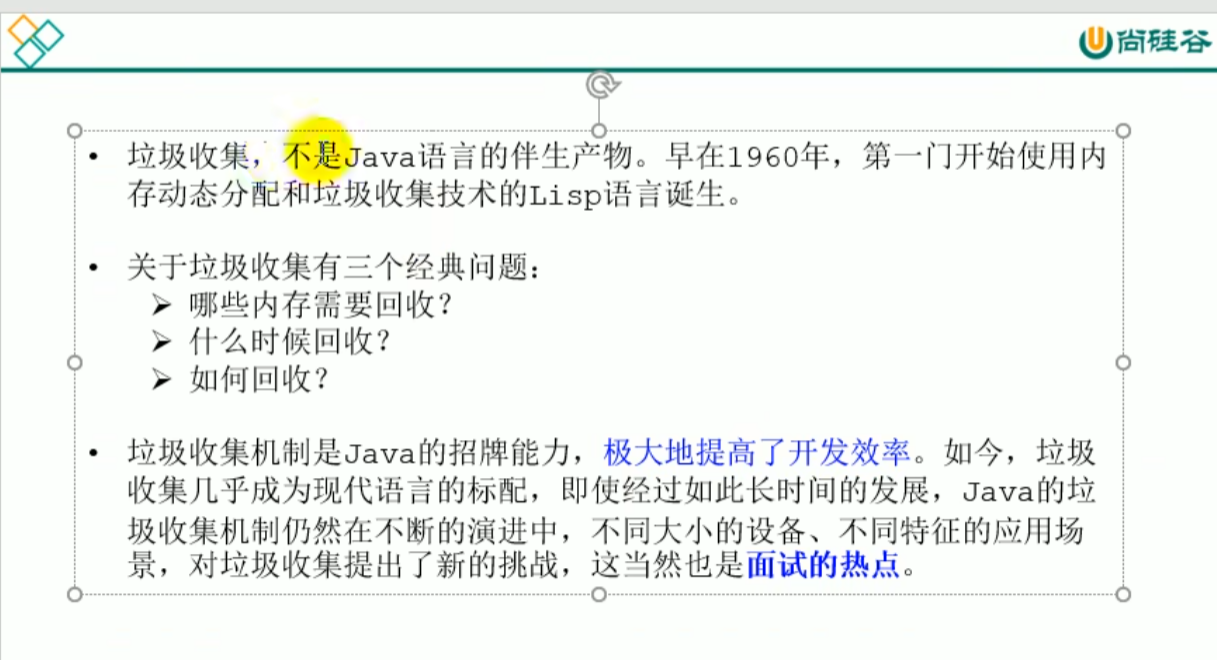 尚硅谷
• 垃圾收集，不是Java语言的伴生产物。早在1960年，第一门开始使用内
存动态分配和垃圾收集技术的Lisp语言诞生。
• 关于垃圾收集有三个经典问题：
➢ 哪些内存需要回收？
➢ 什么时候回收？
➢ 如何回收？
• 垃圾收集机制是Java的招牌能力，极大地提高了开发效率。如今，垃圾
收集几乎成为现代语言的标配，即使经过如此长时间的发展，Java的垃
圾收集机制仍然在不断的演进中，不同大小的设备、不同特征的应用场
景，对垃圾收集提出了新的挑战，这当然也是面试的热点。